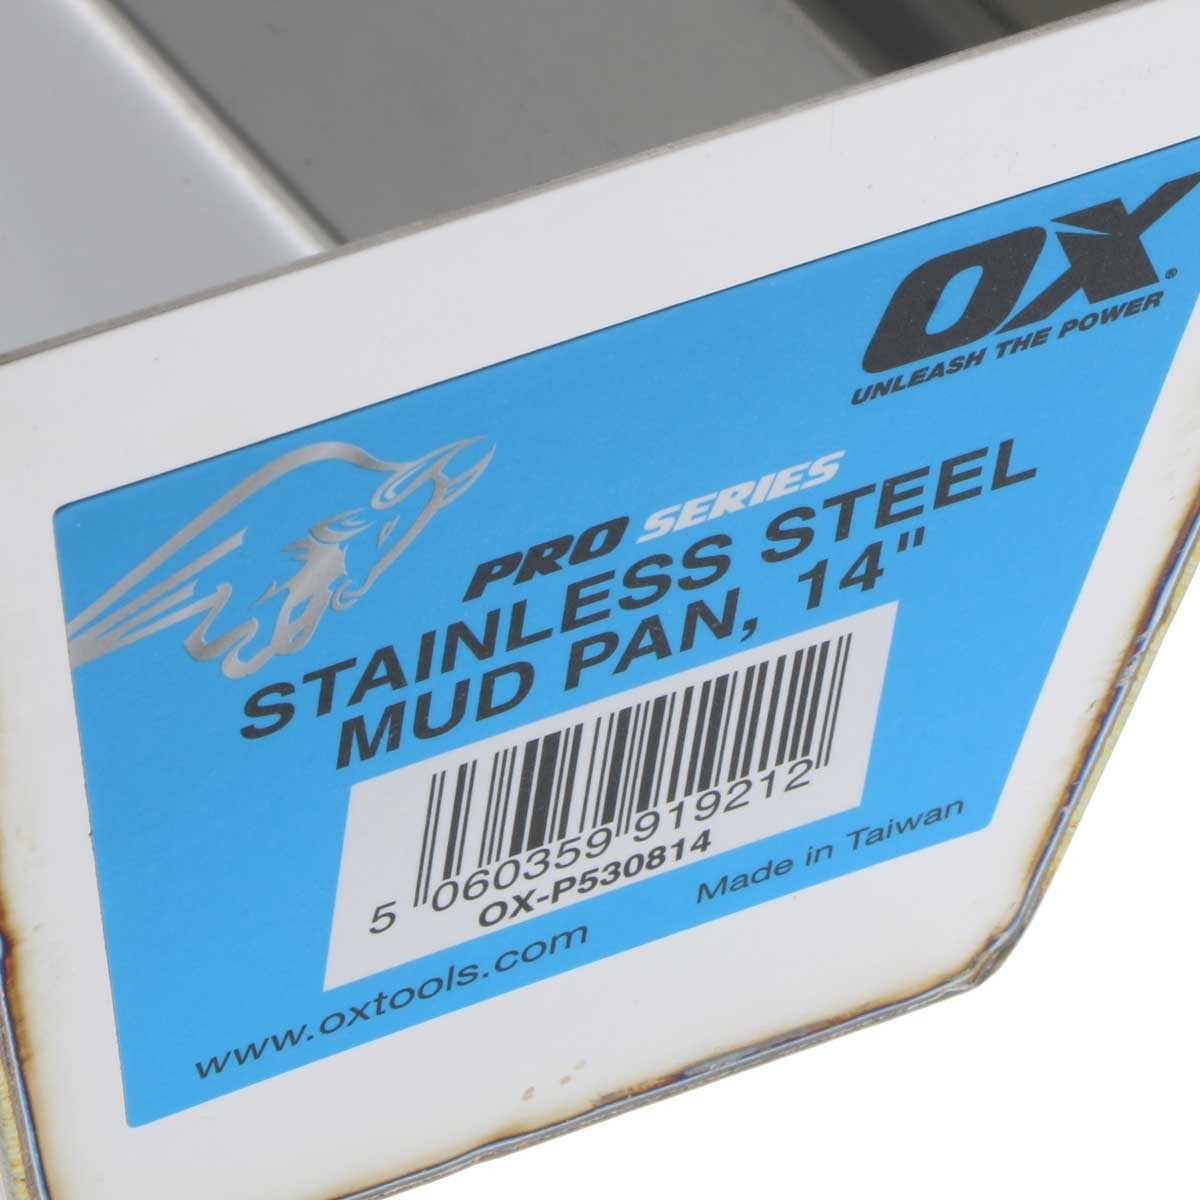 OX®
UNLEASH THE POWER
PRO SERIES
STAINLESS STEEL
MUD PAN, 14"
5 060359 919212
OX-P530814
Made in Taiwan
www.oxtools.com